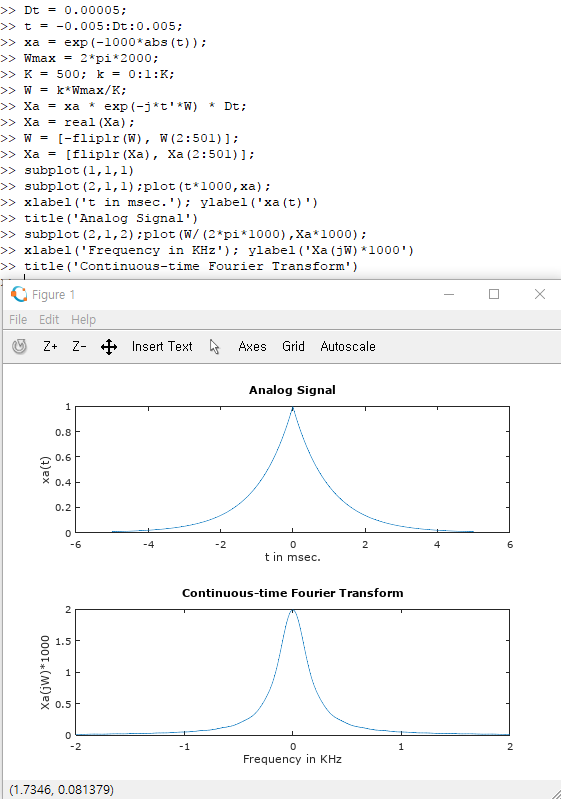 >> Dt = 0.00005;
>> t = -0.005:Dt:0.005;
>> xa = exp(-1000*abs(t));
>> Wmax = 2*pi*2000;
>> K = 500; k = 0:1:K;
>> W = k*Wmax/K;
>> Xa = xa * exp(-j*t'*W) * Dt;
>> Xa = real(Xa);
>> W = [-fliplr(W), W(2:501)];
>> Xa = [fliplr(Xa), Xa(2:501)];
>> subplot(1,1,1)
>> subplot(2,1,1);plot(t*1000,xa);
>> xlabel('t in msec.'); ylabel('xa(t)')
>> title('Analog Signal')
>> subplot(2,1,2);plot(W/(2*pi*1000),Xa*1000);
>> xlabel('Frequency in KHz'); ylabel('Xa(jW)*1000')
>> title('Continuous-time Fourier Transform')
Figure 1
File Edit Help
Z+ Z- Insert Text Axes Grid Autoscale
Analog Signal
1
0.8
0.6
0.4
0.2
0
xa(t)
-6 -4 -2 0 2 4 6
t in msec.
Continuous-time Fourier Transform
2
1.5
1
0.5
0
Xa(jW)*1000
-2 -1 0 1 2
Frequency in KHz
(1.7346, 0.081379)